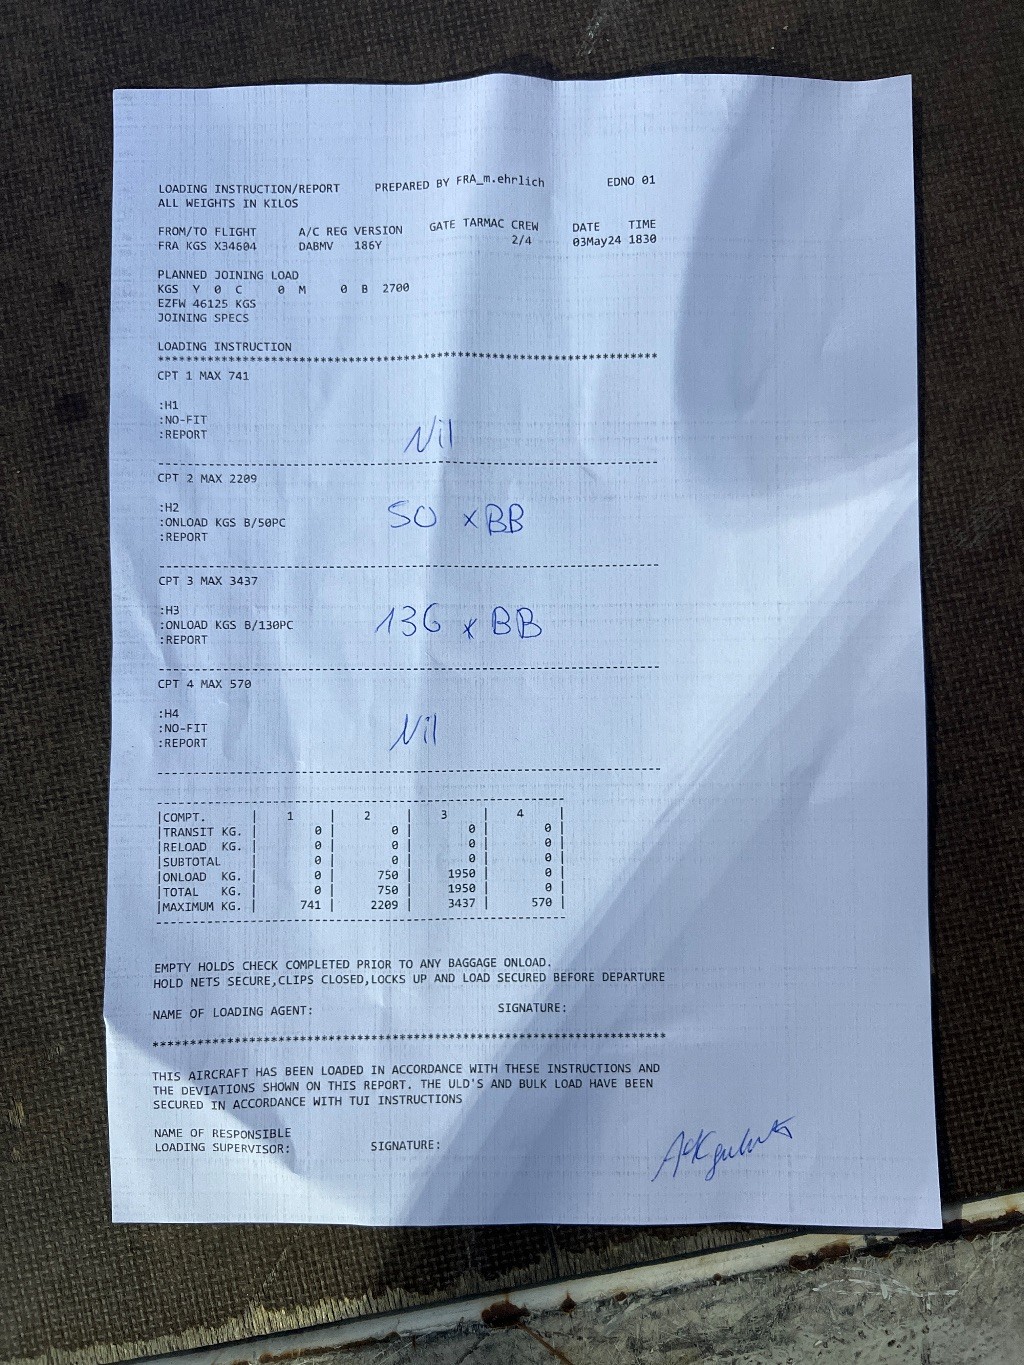 LOADING INSTRUCTION/REPORT PREPARED BY FRA_m.ehrlich EDNO 01
ALL WEIGHTS IN KILOS
FROM/TO FLIGHT A/C REG VERSION GATE TARMAC CREW DATE TIME
FRA KGS X34604 DABMV 186Y 2/4 03May24 1830
PLANNED JOINING LOAD
KGS Y 0 C 0 M 0 B 2700
EZFW 46125 KGS
JOINING SPECS
LOADING INSTRUCTION
*******************************************************************
CPT 1 MAX 741
:H1
:NO-FIT
:REPORT Nil
-------------------------------------------------------------------
CPT 2 MAX 2209
:H2
:ONLOAD KGS B/50PC 50 x BB
:REPORT
-------------------------------------------------------------------
CPT 3 MAX 3437
:H3
:ONLOAD KGS B/130PC 136 x BB
:REPORT
-------------------------------------------------------------------
CPT 4 MAX 570
:H4
:NO-FIT
:REPORT Nil
-------------------------------------------------------------------
-------------------------------------------------------
|COMPT. | 1 | 2 | 3 | 4 |
|TRANSIT KG. | 0 | 0 | 0 | 0 |
|RELOAD KG. | 0 | 0 | 0 | 0 |
|SUBTOTAL | 0 | 0 | 0 | 0 |
|ONLOAD KG. | 0 | 750 | 1950 | 0 |
|TOTAL KG. | 0 | 750 | 1950 | 0 |
|MAXIMUM KG. | 741 | 2209 | 3437 | 570 |
-------------------------------------------------------
EMPTY HOLDS CHECK COMPLETED PRIOR TO ANY BAGGAGE ONLOAD.
HOLD NETS SECURE,CLIPS CLOSED,LOCKS UP AND LOAD SECURED BEFORE DEPARTURE
NAME OF LOADING AGENT: SIGNATURE:
*********************************************************************
THIS AIRCRAFT HAS BEEN LOADED IN ACCORDANCE WITH THESE INSTRUCTIONS AND
THE DEVIATIONS SHOWN ON THIS REPORT. THE ULD'S AND BULK LOAD HAVE BEEN
SECURED IN ACCORDANCE WITH TUI INSTRUCTIONS
NAME OF RESPONSIBLE
LOADING SUPERVISOR: SIGNATURE: